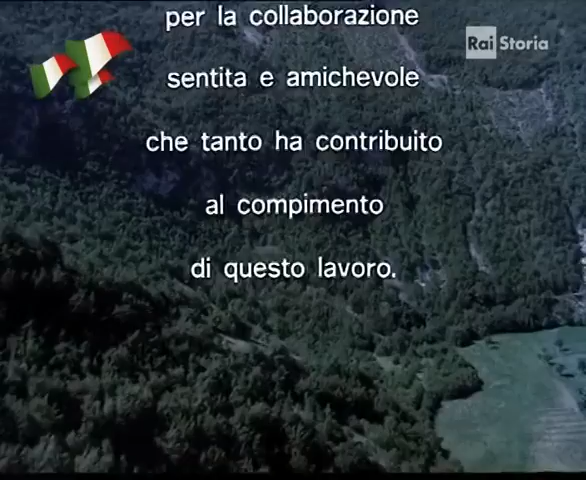 per la collaborazione
Rai Storia
sentita e amichevole
che tanto ha contribuito
al compimento
di questo lavoro.